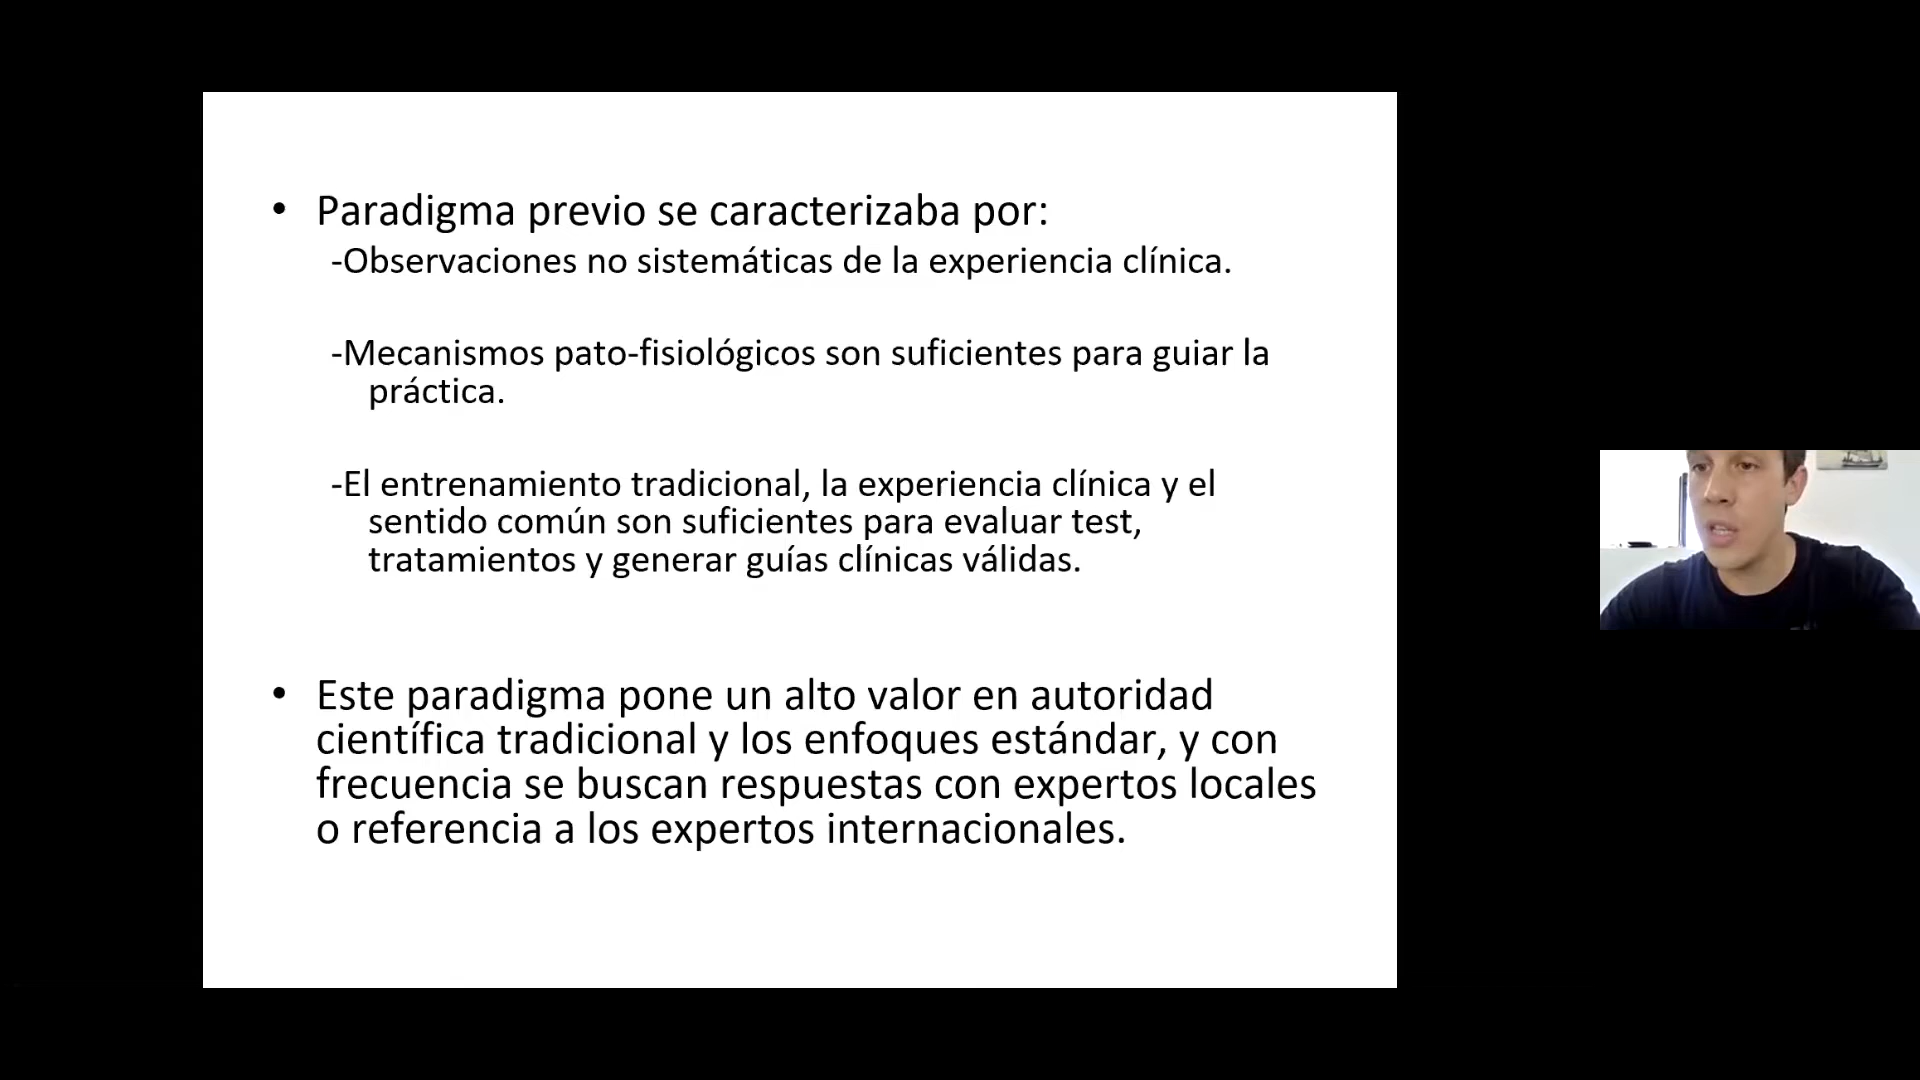 • Paradigma previo se caracterizaba por:
-Observaciones no sistemáticas de la experiencia clínica.
-Mecanismos pato-fisiológicos son suficientes para guiar la
práctica.
-El entrenamiento tradicional, la experiencia clínica y el
sentido común son suficientes para evaluar test,
tratamientos y generar guías clínicas válidas.
• Este paradigma pone un alto valor en autoridad
científica tradicional y los enfoques estándar, y con
frecuencia se buscan respuestas con expertos locales
o referencia a los expertos internacionales.